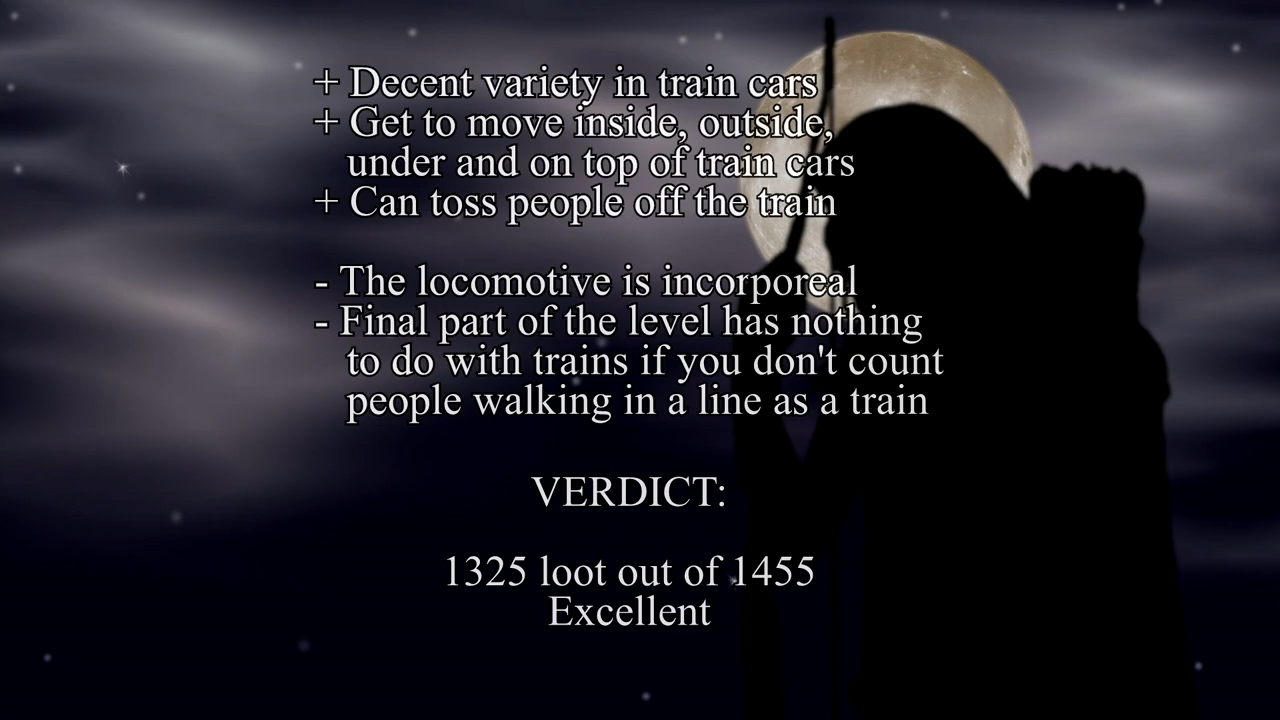 + Decent variety in train cars
+ Get to move inside, outside,
under and on top of train cars
+ Can toss people off the train
- The locomotive is incorporeal
- Final part of the level has nothing
to do with trains if you don't count
people walking in a line as a train
VERDICT:
1325 loot out of 1455
Excellent